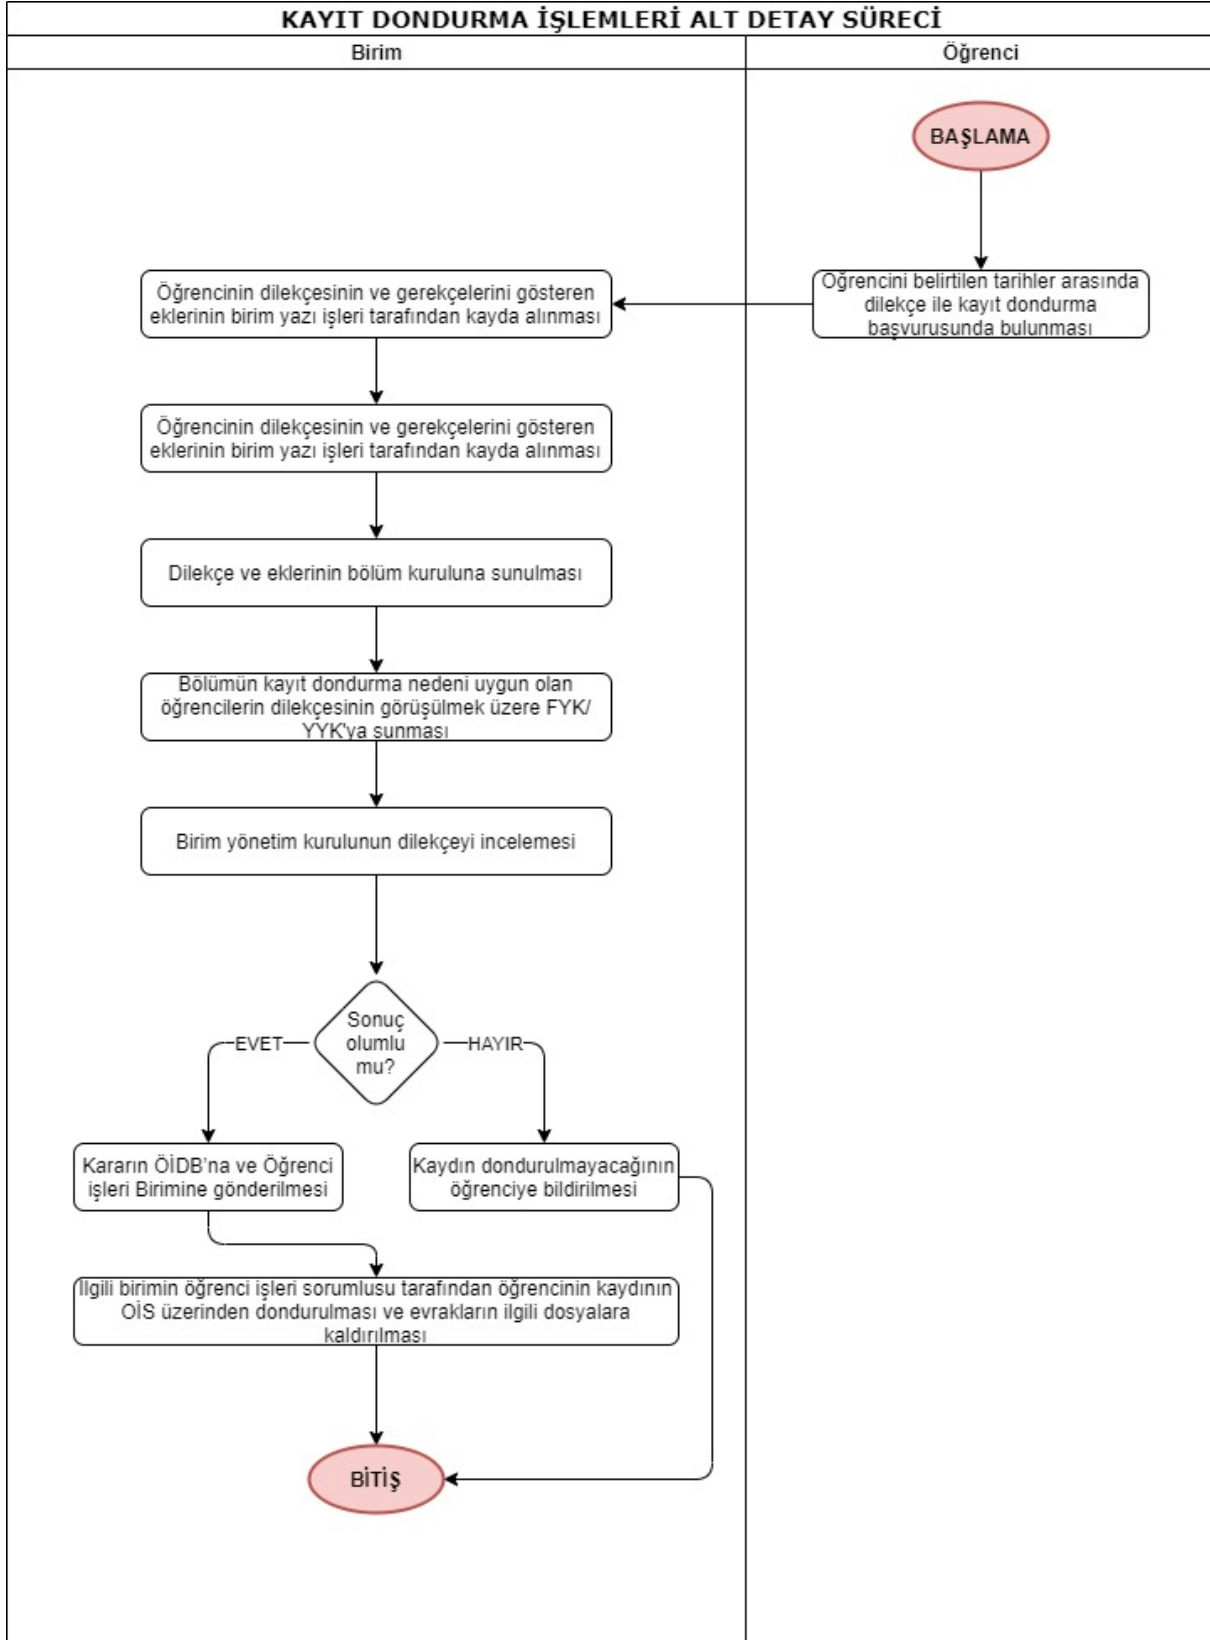 KAYIT DONDURMA İŞLEMLERİ ALT DETAY SÜRECİ
Birim
Öğrenci
BAŞLAMA
Öğrencini belirtilen tarihler arasında
dilekçe ile kayıt dondurma
başvurusunda bulunması
Öğrencinin dilekçesinin ve gerekçelerini gösteren
eklerinin birim yazı işleri tarafından kayda alınması
Öğrencinin dilekçesinin ve gerekçelerini gösteren
eklerinin birim yazı işleri tarafından kayda alınması
Dilekçe ve eklerinin bölüm kuruluna sunulması
Bölümün kayıt dondurma nedeni uygun olan
öğrencilerin dilekçesinin görüşülmek üzere FYK/
YYK'ya sunması
Birim yönetim kurulunun dilekçeyi incelemesi
Sonuç
olumlu
mu?
EVET
HAYIR
Kararın ÖİDB'na ve Öğrenci
işleri Birimine gönderilmesi
Kaydın dondurulmayacağının
öğrenciye bildirilmesi
İlgili birimin öğrenci işleri sorumlusu tarafından öğrencinin kaydının
OİS üzerinden dondurulması ve evrakların ilgili dosyalara
kaldırılması
BİTİŞ